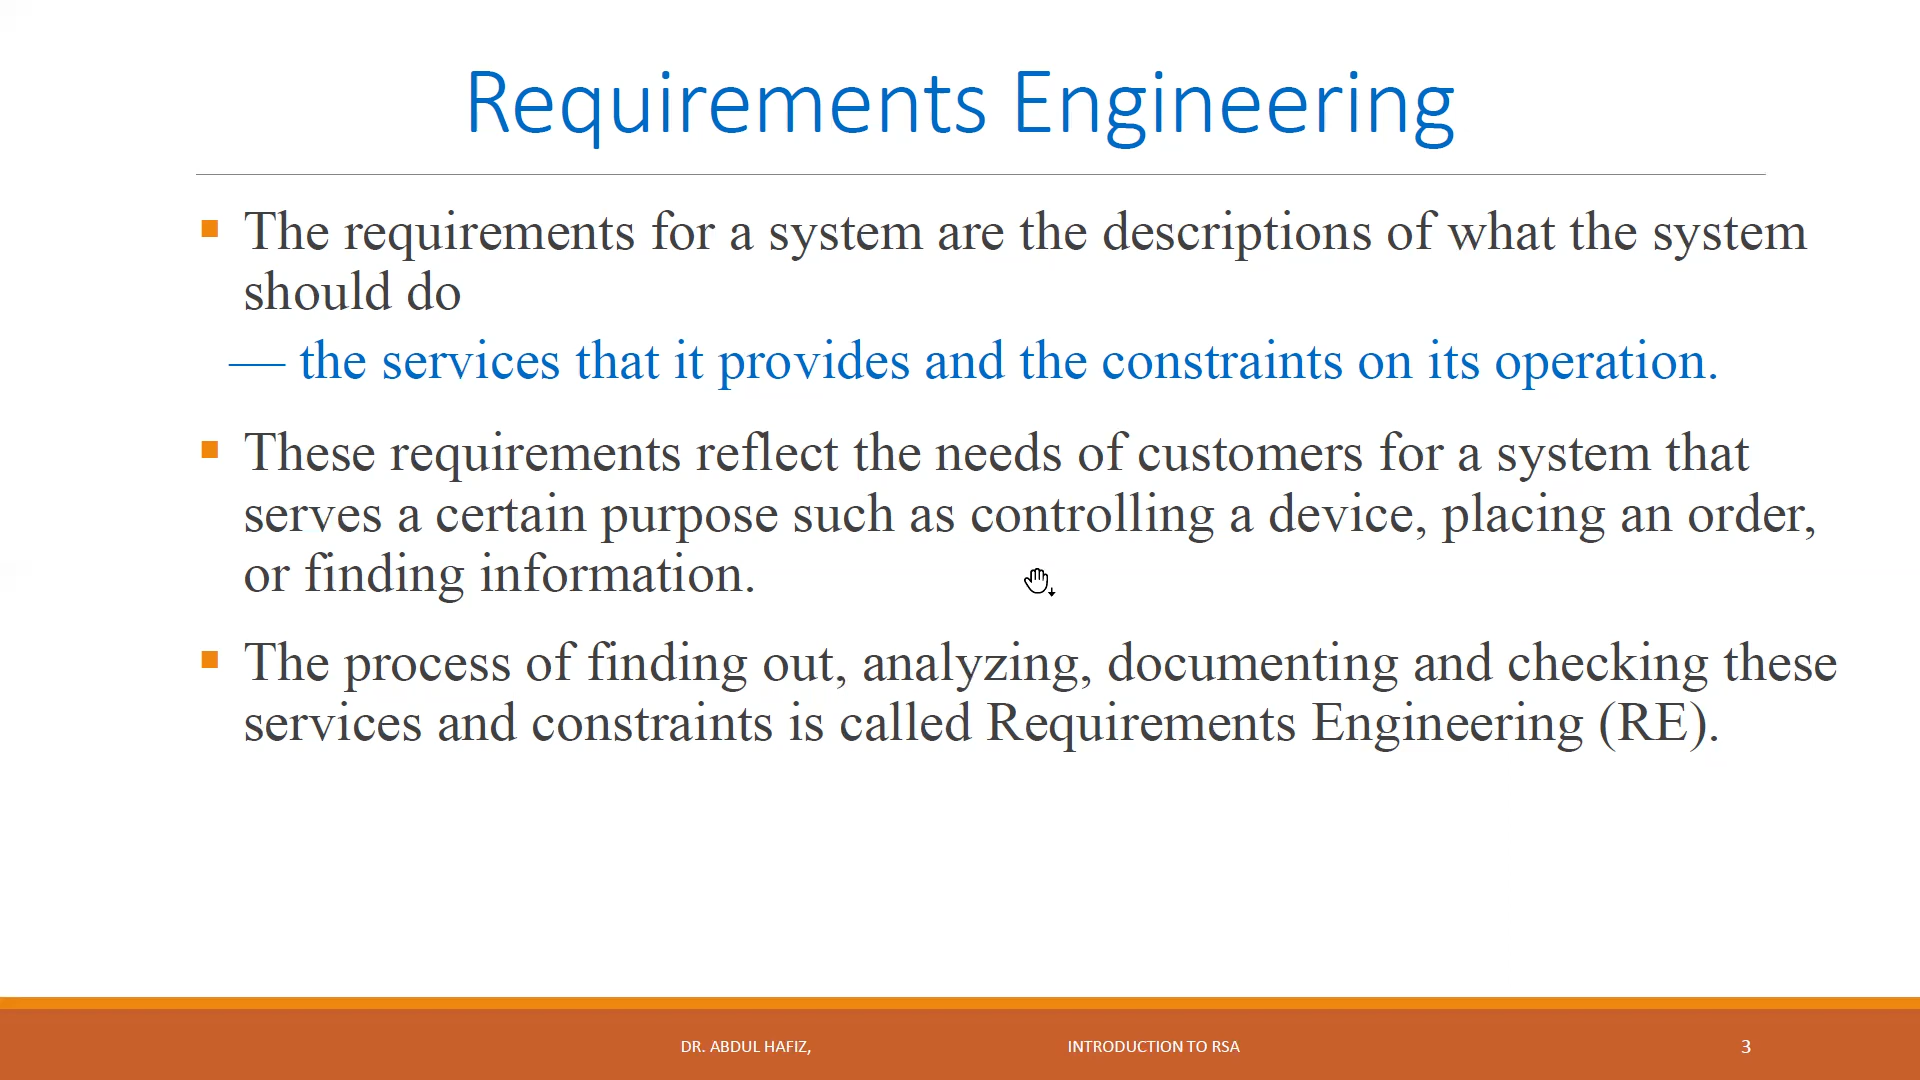 Requirements Engineering
The requirements for a system are the descriptions of what the system
should do
— the services that it provides and the constraints on its operation.
These requirements reflect the needs of customers for a system that
serves a certain purpose such as controlling a device, placing an order,
or finding information.
The process of finding out, analyzing, documenting and checking these
services and constraints is called Requirements Engineering (RE).
DR. ABDUL HAFIZ, INTRODUCTION TO RSA 3